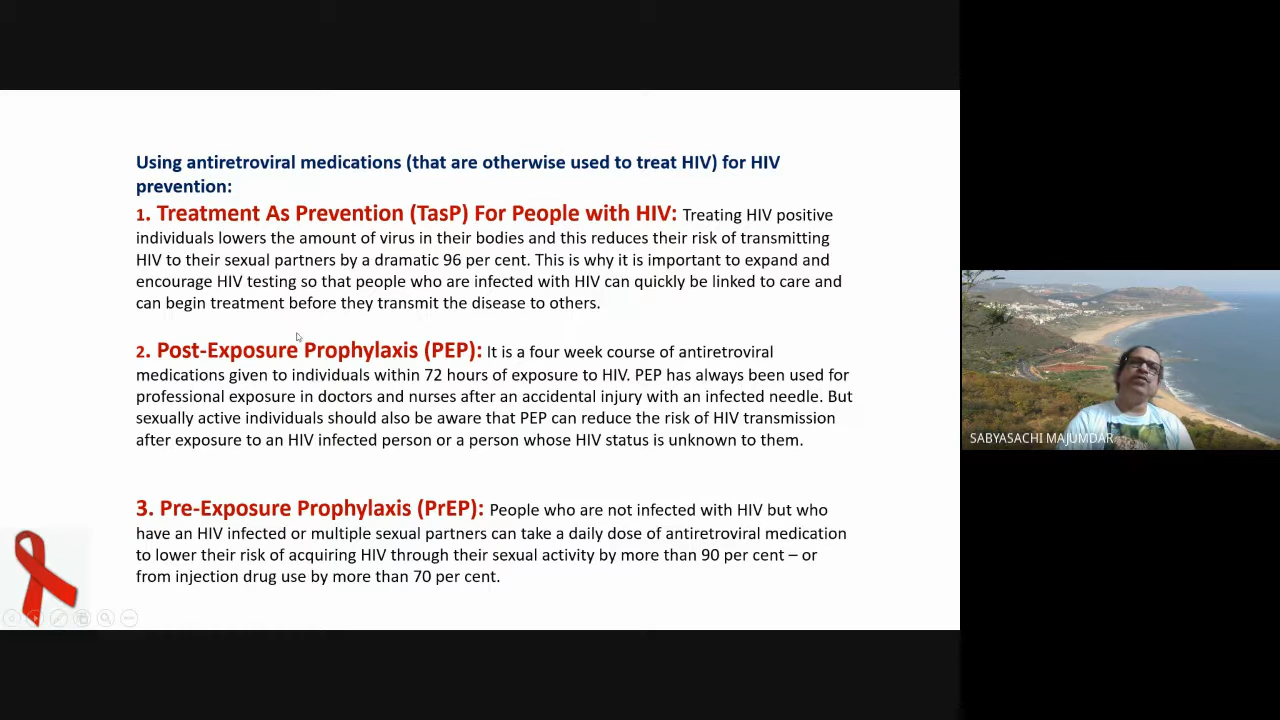 Using antiretroviral medications (that are otherwise used to treat HIV) for HIV
prevention:
1. Treatment As Prevention (TasP) For People with HIV: Treating HIV positive
individuals lowers the amount of virus in their bodies and this reduces their risk of transmitting
HIV to their sexual partners by a dramatic 96 per cent. This is why it is important to expand and
encourage HIV testing so that people who are infected with HIV can quickly be linked to care and
can begin treatment before they transmit the disease to others.
2. Post-Exposure Prophylaxis (PEP): It is a four week course of antiretroviral
medications given to individuals within 72 hours of exposure to HIV. PEP has always been used for
professional exposure in doctors and nurses after an accidental injury with an infected needle. But
sexually active individuals should also be aware that PEP can reduce the risk of HIV transmission
after exposure to an HIV infected person or a person whose HIV status is unknown to them.
3. Pre-Exposure Prophylaxis (PrEP): People who are not infected with HIV but who
have an HIV infected or multiple sexual partners can take a daily dose of antiretroviral medication
to lower their risk of acquiring HIV through their sexual activity by more than 90 per cent – or
from injection drug use by more than 70 per cent.
SABYASACHI MAJUMDAR